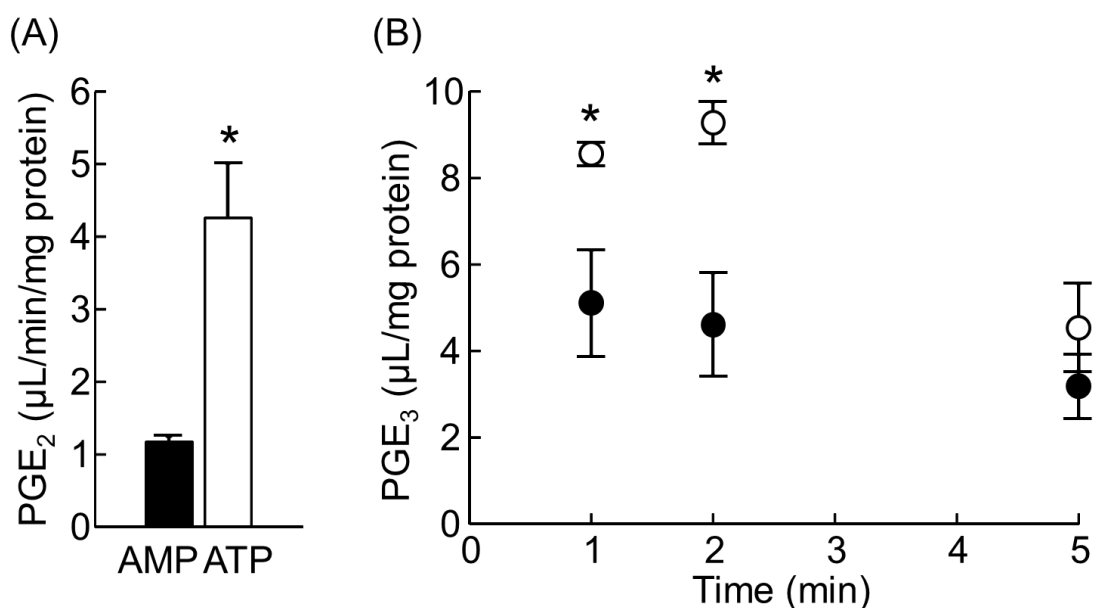 (A)
PGE₂ (μL/min/mg protein)
6
5
4
3
2
1
0
*
AMP ATP
(B)
PGE₃ (μL/mg protein)
10
8
6
4
2
0
*
*
0 1 2 3 4 5
Time (min)